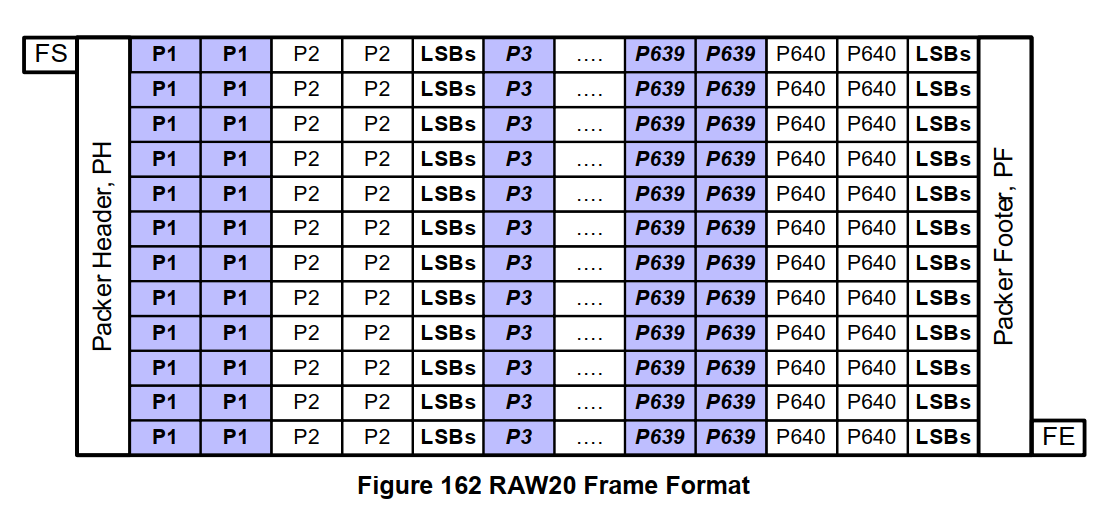 FS P1 P1 P2 P2 LSBs P3 .... P639 P639 P640 P640 LSBs
P1 P1 P2 P2 LSBs P3 .... P639 P639 P640 P640 LSBs
P1 P1 P2 P2 LSBs P3 .... P639 P639 P640 P640 LSBs
P1 P1 P2 P2 LSBs P3 .... P639 P639 P640 P640 LSBs
P1 P1 P2 P2 LSBs P3 .... P639 P639 P640 P640 LSBs
P1 P1 P2 P2 LSBs P3 .... P639 P639 P640 P640 LSBs
P1 P1 P2 P2 LSBs P3 .... P639 P639 P640 P640 LSBs
P1 P1 P2 P2 LSBs P3 .... P639 P639 P640 P640 LSBs
P1 P1 P2 P2 LSBs P3 .... P639 P639 P640 P640 LSBs
P1 P1 P2 P2 LSBs P3 .... P639 P639 P640 P640 LSBs
P1 P1 P2 P2 LSBs P3 .... P639 P639 P640 P640 LSBs
P1 P1 P2 P2 LSBs P3 .... P639 P639 P640 P640 LSBs FE
Packer Header, PH
Packer Footer, PF
Figure 162 RAW20 Frame Format